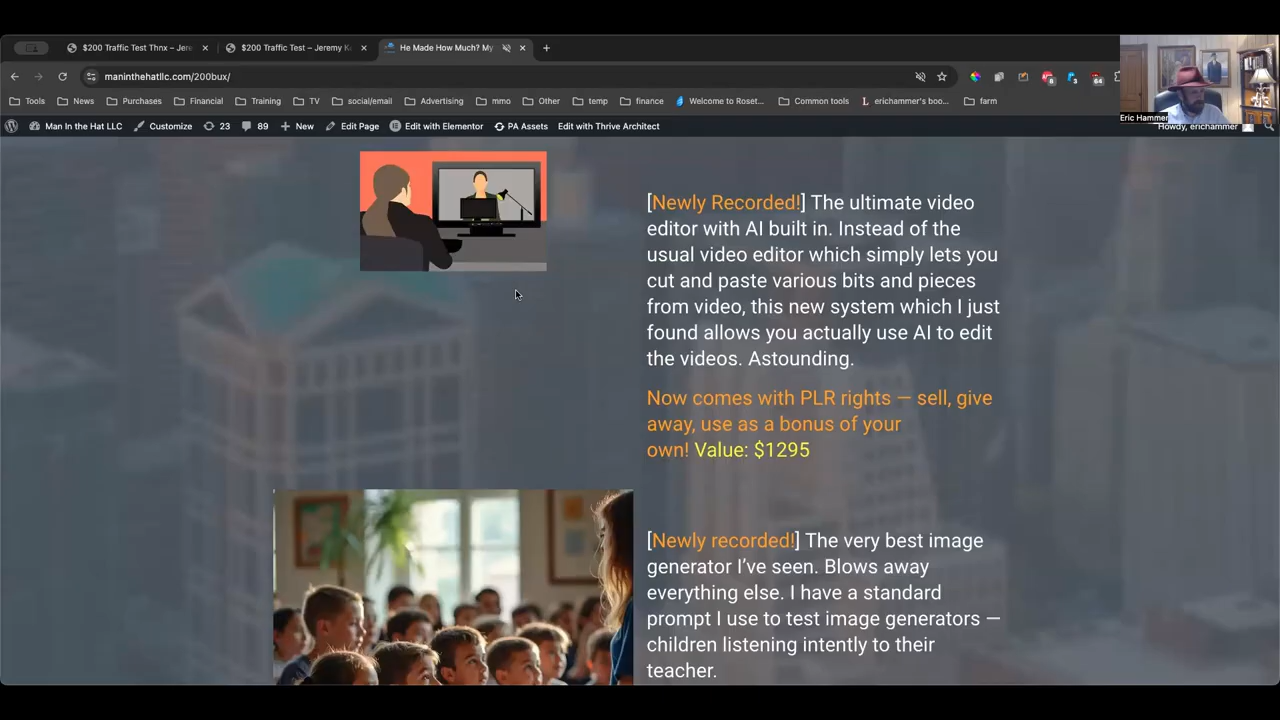 $200 Traffic Test Thnx – Jere
$200 Traffic Test – Jeremy Ke
He Made How Much? My
maninthehatllc.com/200bux/
8
3
64
Tools
News
Purchases
Financial
Training
TV
social/email
Advertising
mmo
Other
temp
finance
Welcome to Roset...
Common tools
erichammer's boo...
farm
Man In the Hat LLC
Customize
23
89
New
Edit Page
Edit with Elementor
PA Assets
Edit with Thrive Architect
Eric Hammer
Howdy, erichammer
[Newly Recorded!] The ultimate video
editor with AI built in. Instead of the
usual video editor which simply lets you
cut and paste various bits and pieces
from video, this new system which I just
found allows you actually use AI to edit
the videos. Astounding.
Now comes with PLR rights — sell, give
away, use as a bonus of your
own! Value: $1295
[Newly recorded!] The very best image
generator I've seen. Blows away
everything else. I have a standard
prompt I use to test image generators —
children listening intently to their
teacher.